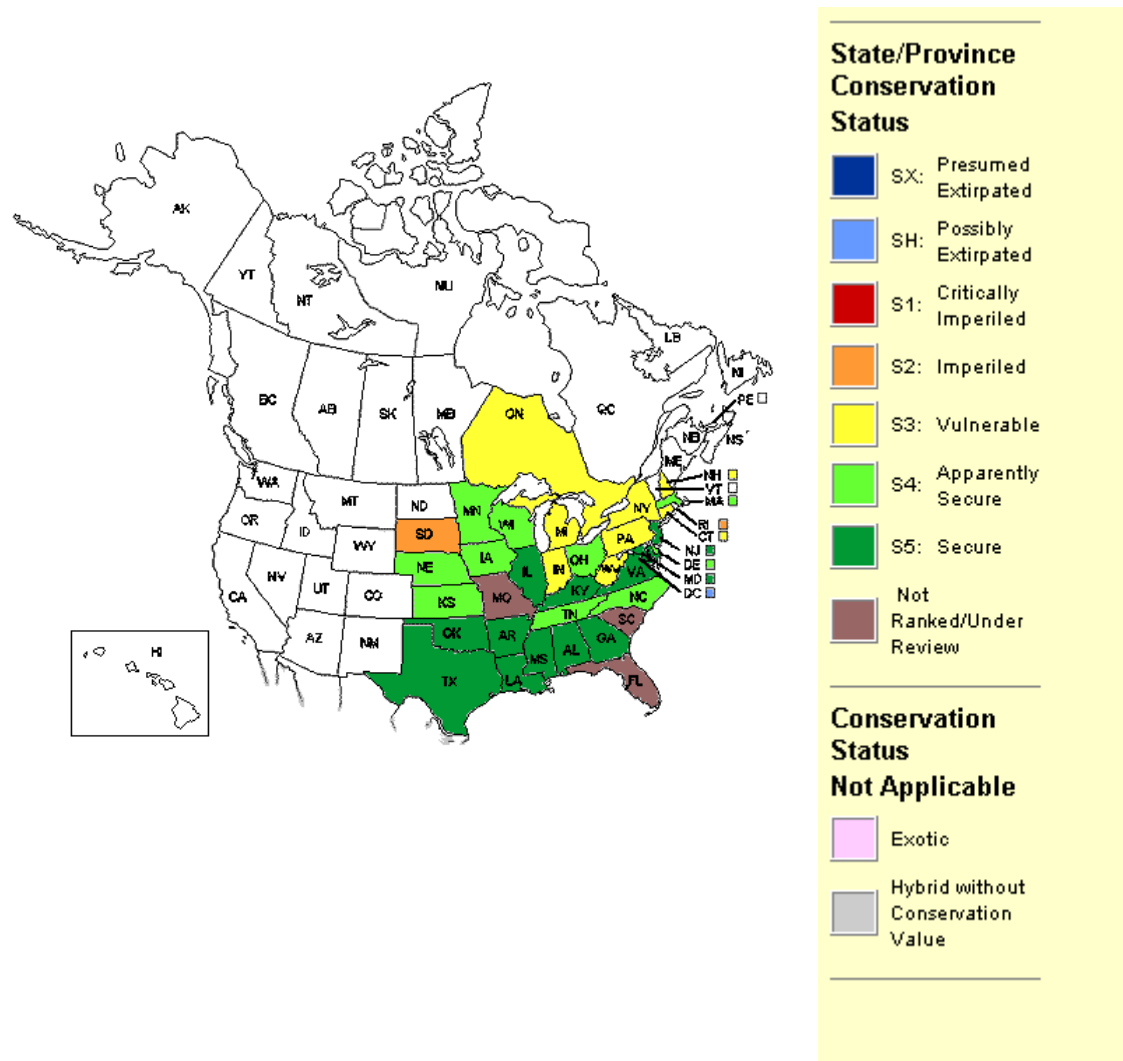 AK
YT
NT
NU
BC
AB
SK
MB
ON
QC
LB
NI
PE
NB
NS
ME
WA
MT
ND
OR
ID
WY
SD
MN
WI
MI
NY
NH
VT
MA
RI
CT
NJ
DE
MD
DC
PA
NV
UT
CO
NE
IA
IL
IN
OH
WV
VA
CA
KS
MO
KY
NC
TN
SC
AZ
NM
OK
AR
MS
AL
GA
TX
LA
FL
HI
State/Province
Conservation
Status
SX: Presumed
Extirpated
SH: Possibly
Extirpated
S1: Critically
Imperiled
S2: Imperiled
S3: Vulnerable
S4: Apparently
Secure
S5: Secure
Not
Ranked/Under
Review
Conservation
Status
Not Applicable
Exotic
Hybrid without
Conservation
Value